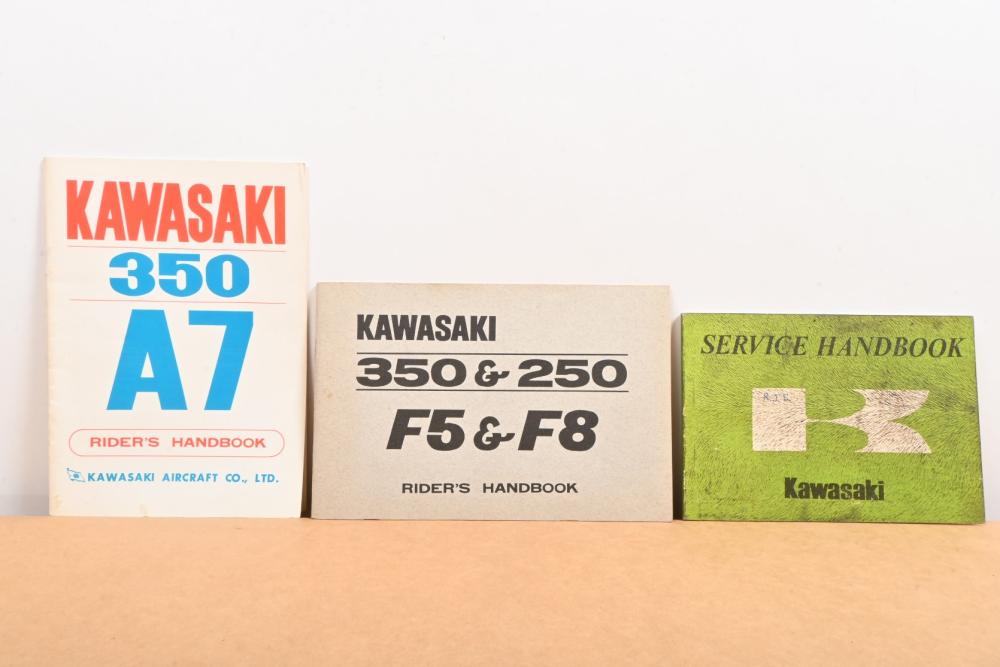 KAWASAKI
350
A7
RIDER'S HANDBOOK
KAWASAKI AIRCRAFT CO., LTD.
KAWASAKI
350 & 250
F5 & F8
RIDER'S HANDBOOK
SERVICE HANDBOOK
K
Kawasaki